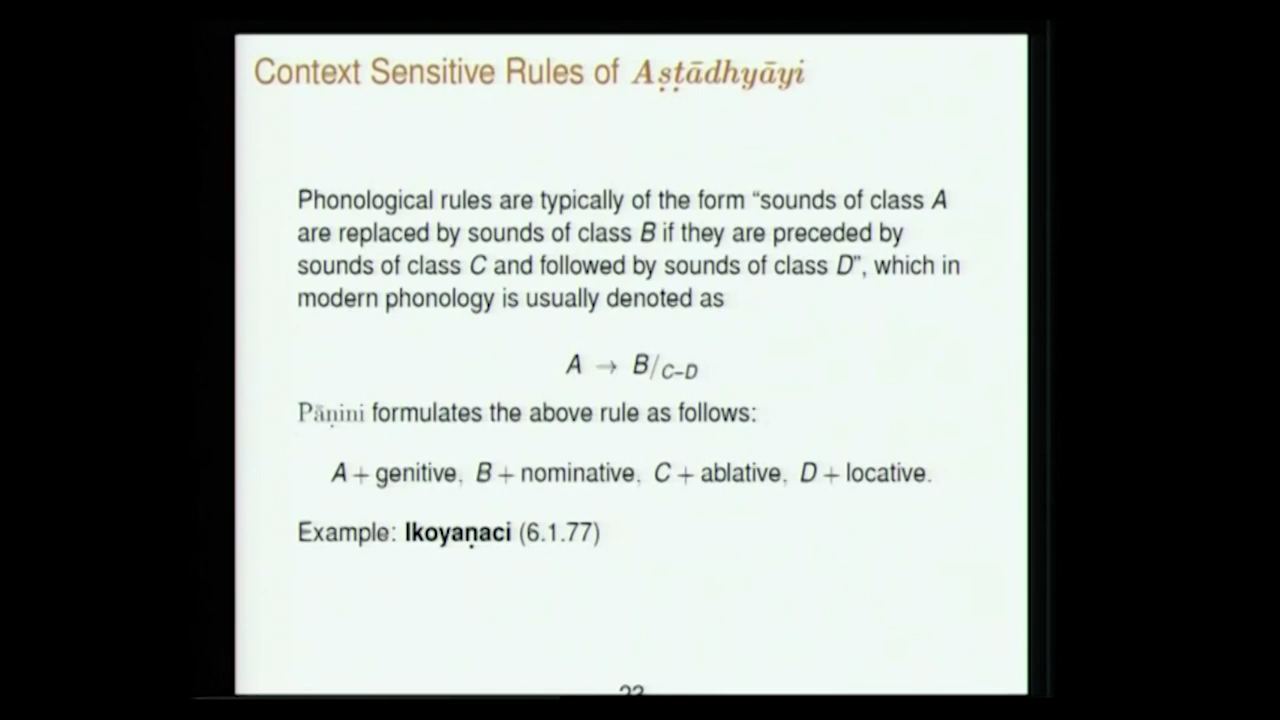 Context Sensitive Rules of Aṣṭādhyāyi
Phonological rules are typically of the form “sounds of class A
are replaced by sounds of class B if they are preceded by
sounds of class C and followed by sounds of class D”, which in
modern phonology is usually denoted as
A → B/C–D
Pāṇini formulates the above rule as follows:
A + genitive, B + nominative, C + ablative, D + locative.
Example: Ikoyaṇaci (6.1.77)
23